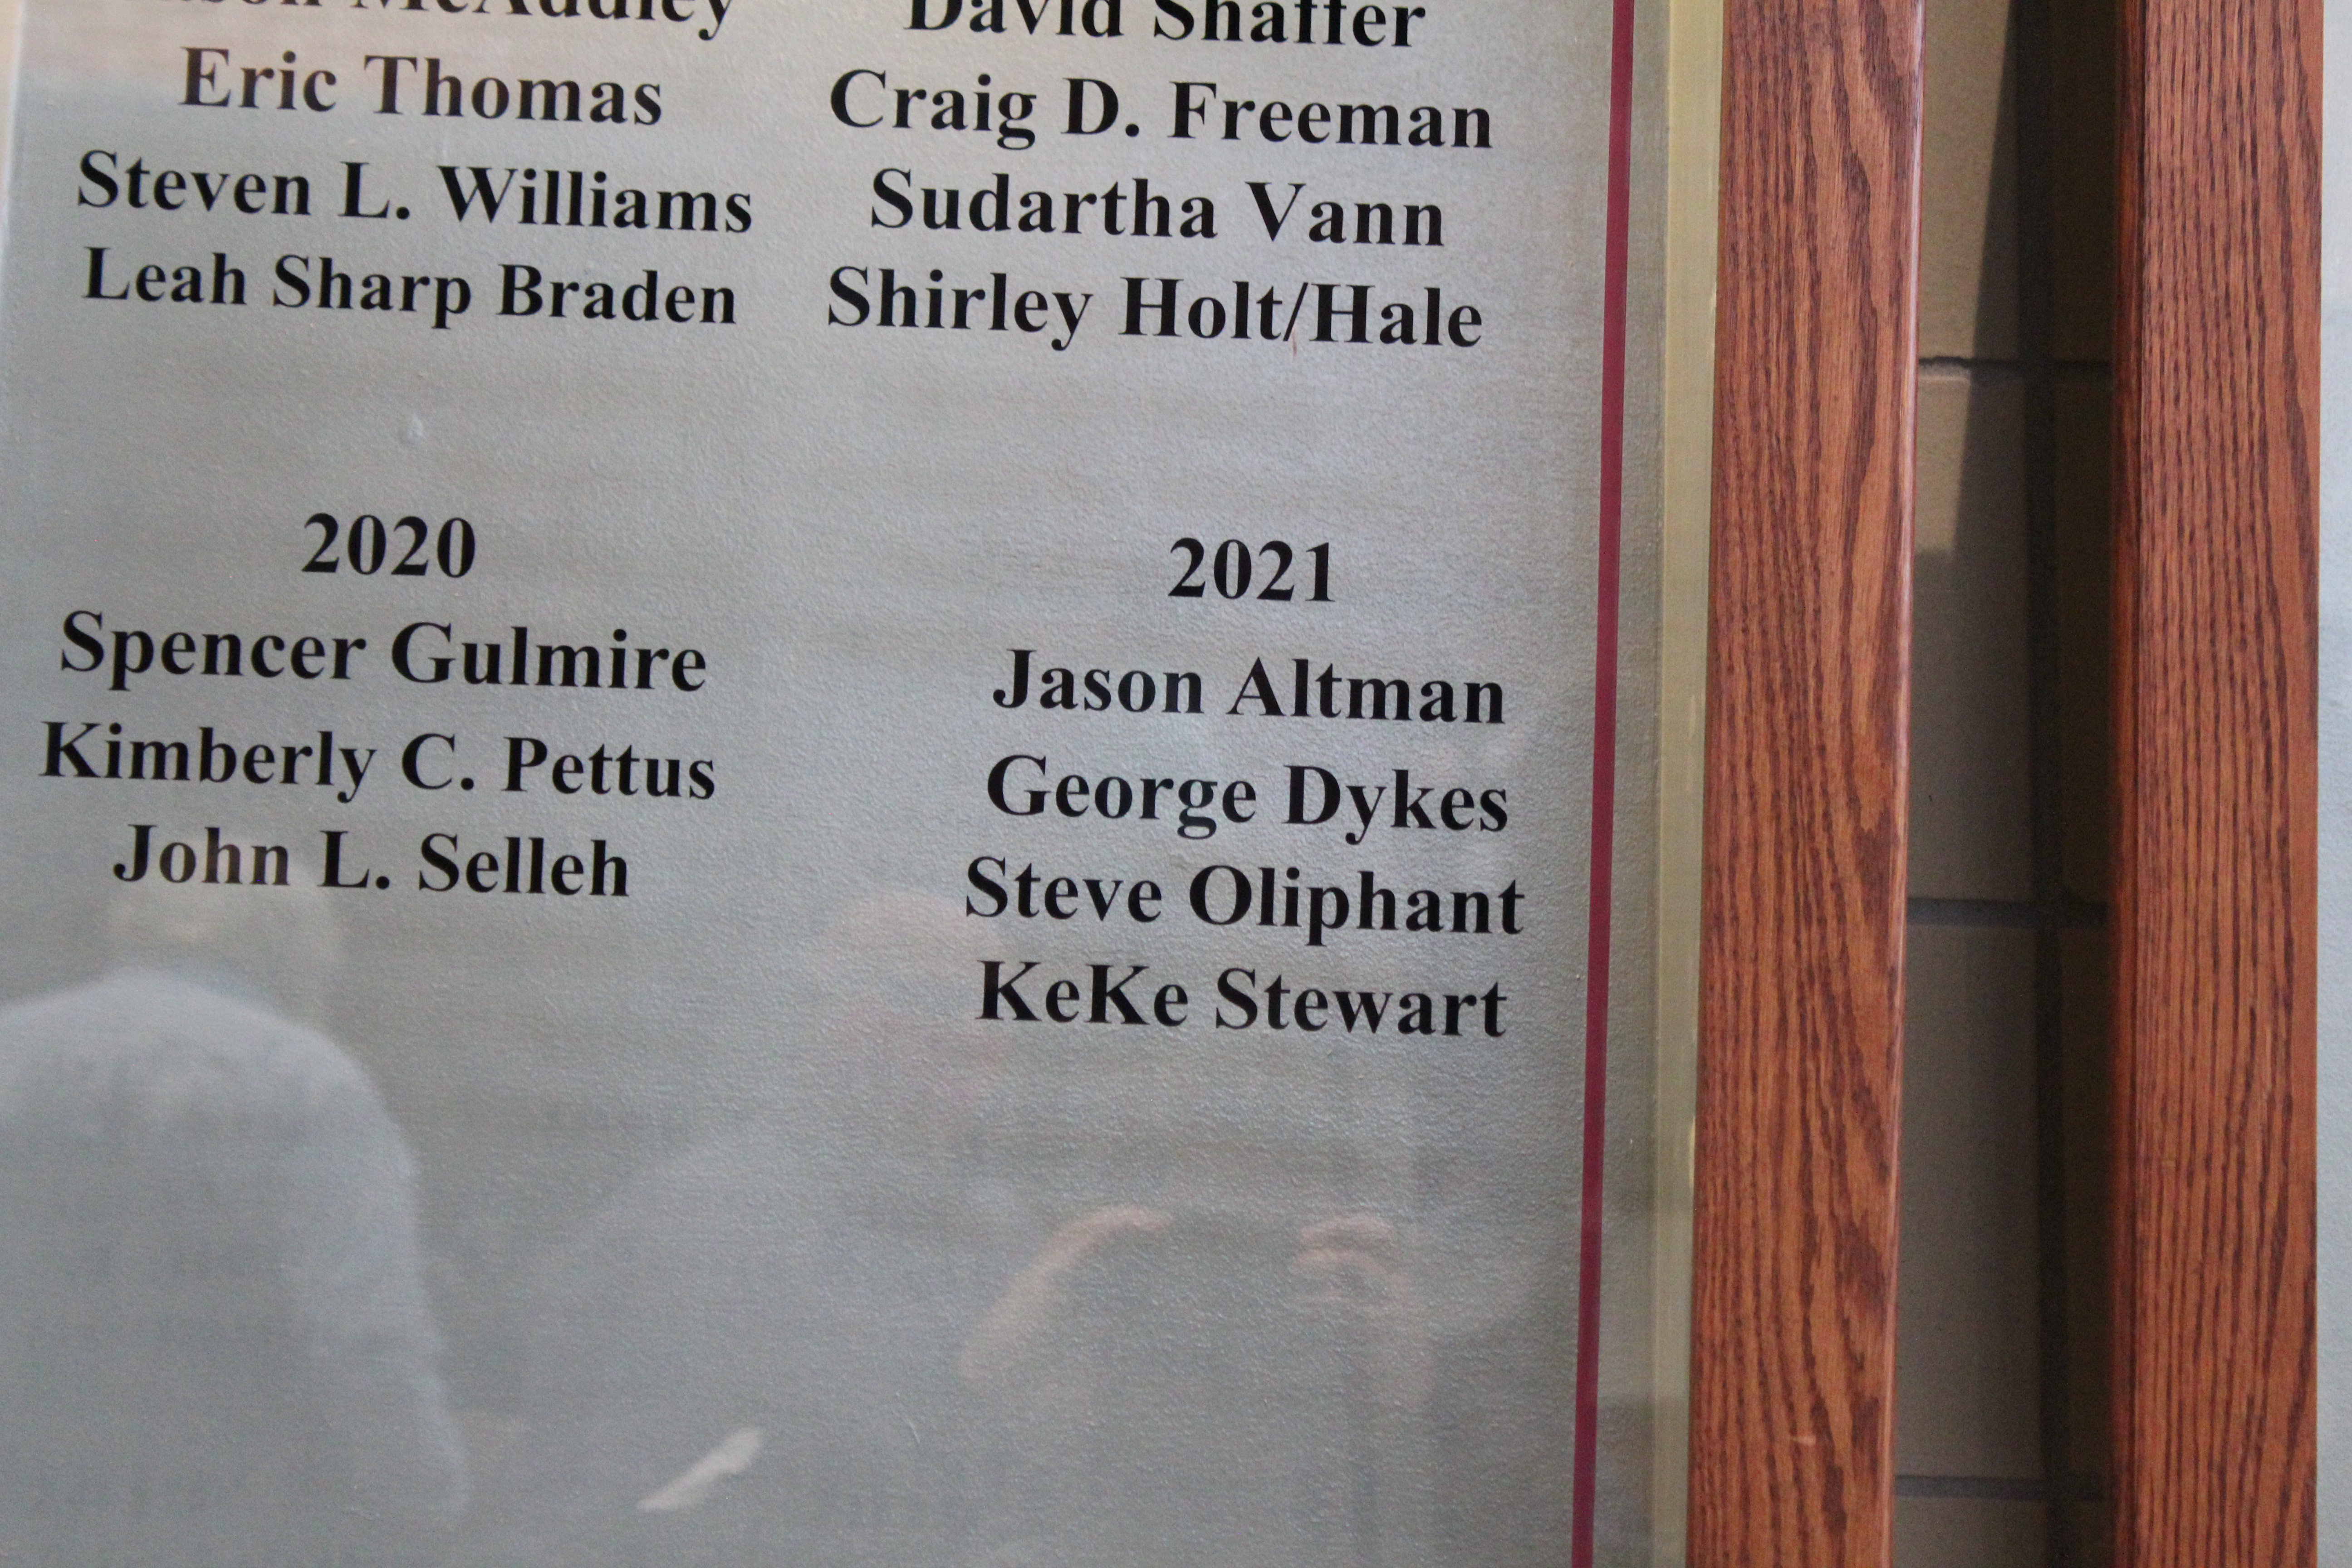 McAudley
Eric Thomas
Steven L. Williams
Leah Sharp Braden
David Shaffer
Craig D. Freeman
Sudartha Vann
Shirley Holt/Hale
2020
Spencer Gulmire
Kimberly C. Pettus
John L. Selleh
2021
Jason Altman
George Dykes
Steve Oliphant
KeKe Stewart